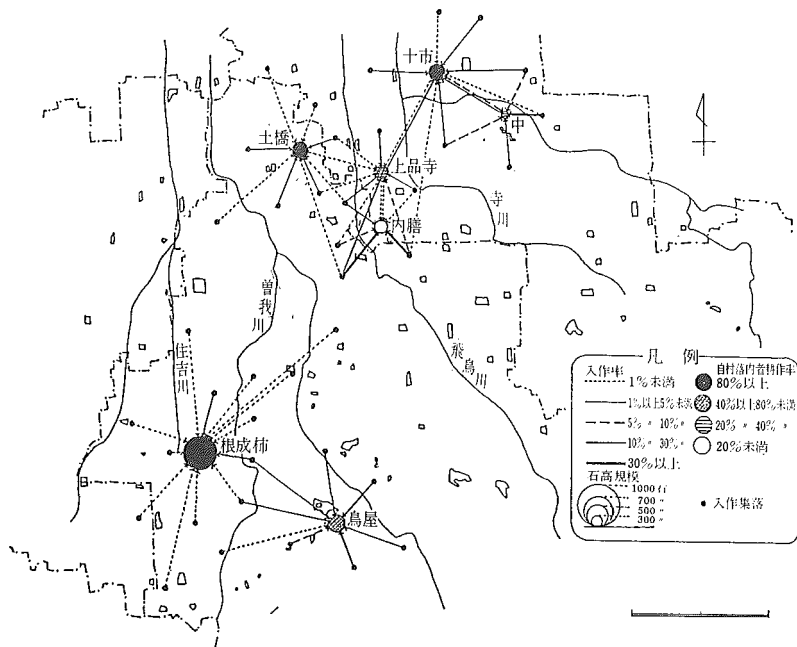 十市
中
土橋
上品寺
内膳
寺川
曽我川
住吉川
飛鳥川
根成柿
鳥屋
凡例
入作率
1%未満
1%以上5%未満
5〃 10%〃
10%〃 30%〃
30%以上
自村落内者耕作率
80%以上
40%以上80%未満
20%〃 40%〃
20%未満
石高規模
1000石
700〃
500〃
300〃
入作集落